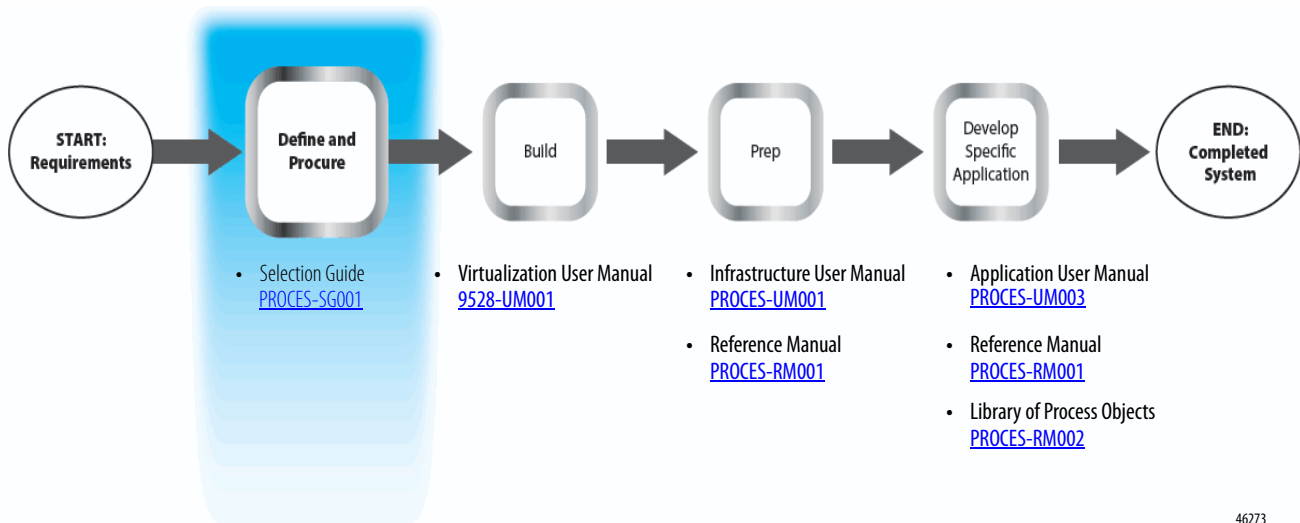 START:
Requirements
Define and
Procure
Build
Prep
Develop
Specific
Application
END:
Completed
System
• Selection Guide
PROCES-SG001
• Virtualization User Manual
9528-UM001
• Infrastructure User Manual
PROCES-UM001
• Reference Manual
PROCES-RM001
• Application User Manual
PROCES-UM003
• Reference Manual
PROCES-RM001
• Library of Process Objects
PROCES-RM002
46273